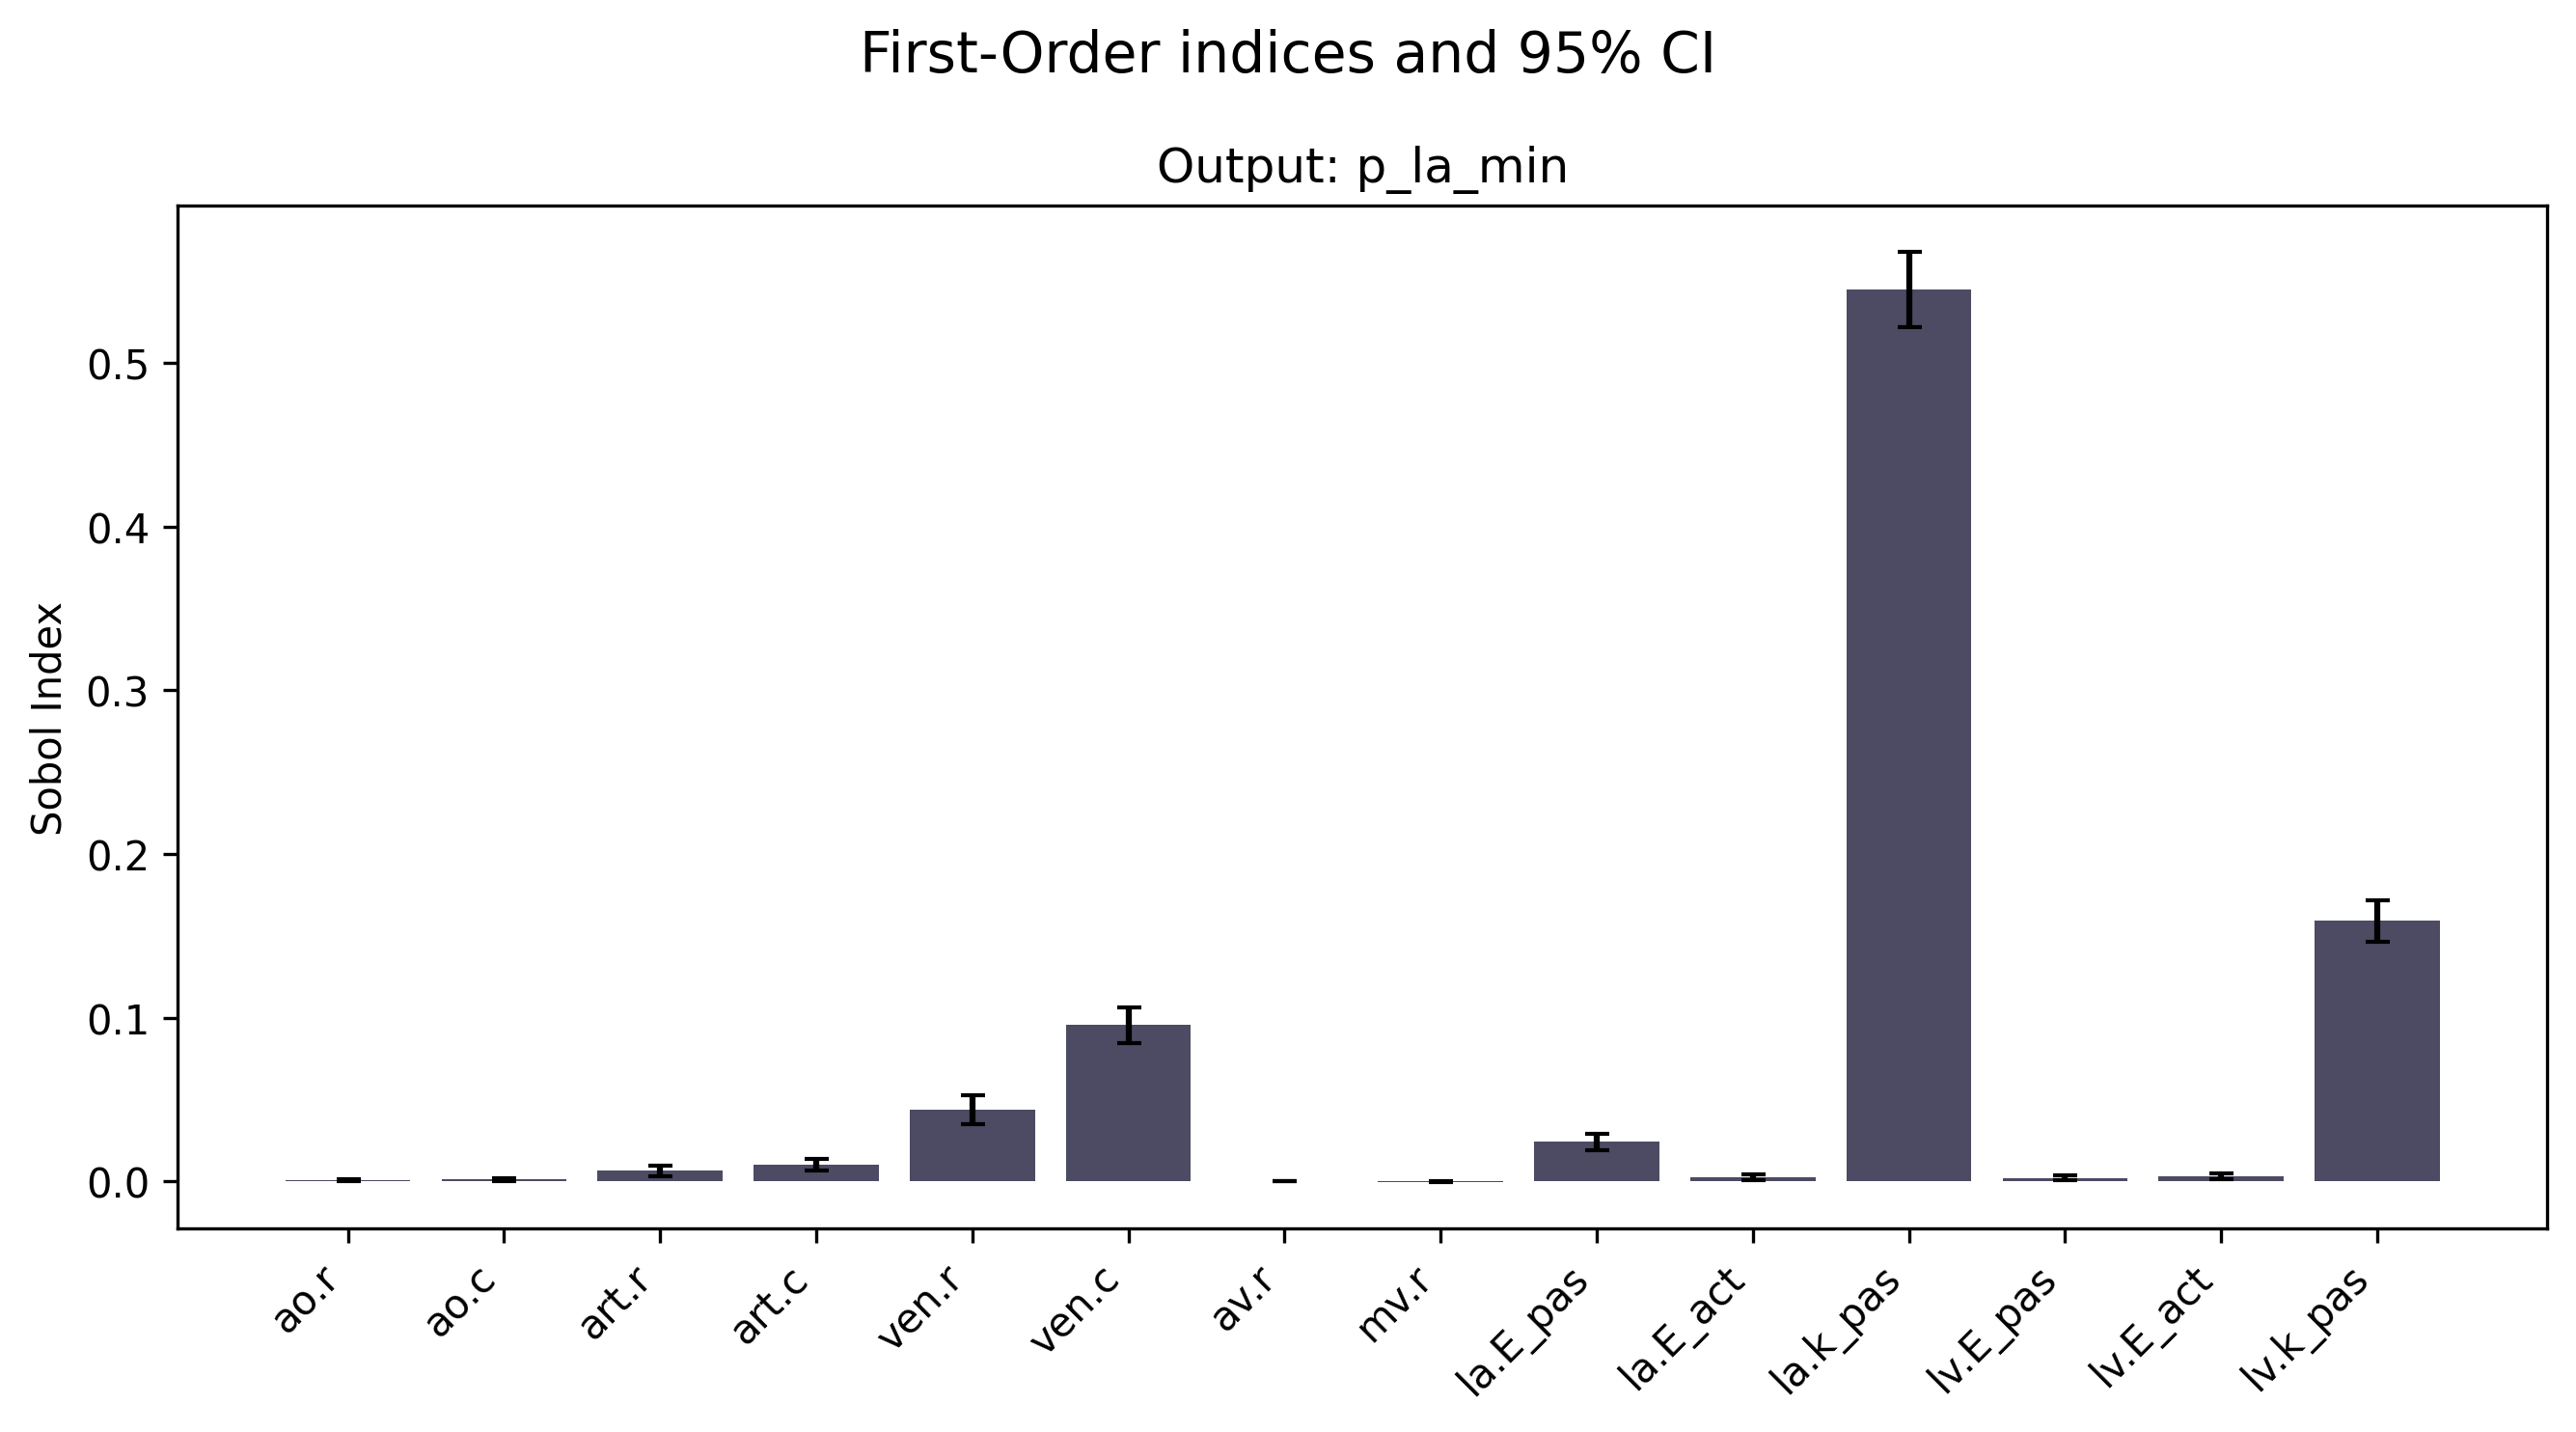 First-Order indices and 95% CI
Output: p_la_min
Sobol Index
0.5
0.4
0.3
0.2
0.1
0.0
ao.r
ao.c
art.r
art.c
ven.r
ven.c
av.r
mv.r
la.E_pas
la.E_act
la.k_pas
lv.E_pas
lv.E_act
lv.k_pas